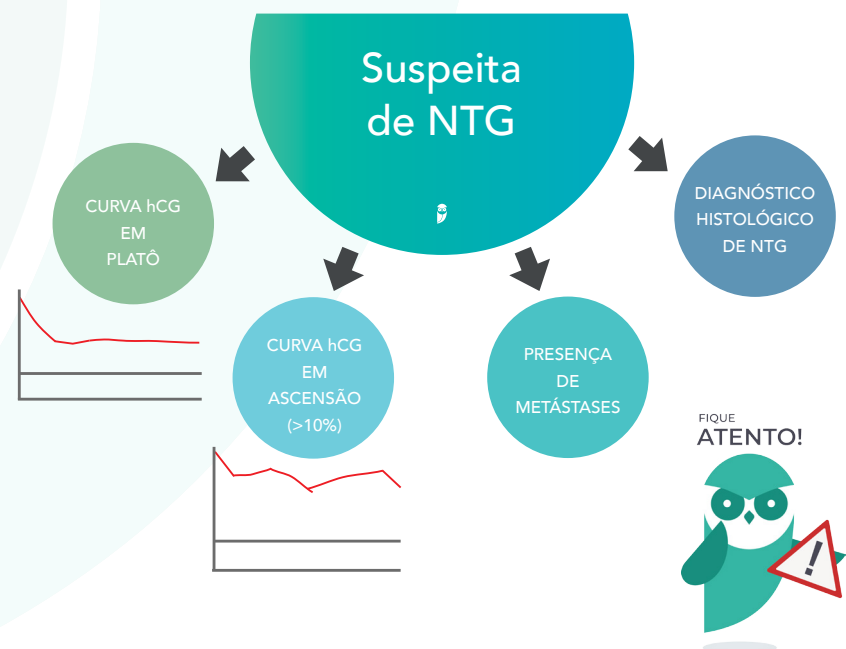 Suspeita
de NTG
CURVA hCG
EM
PLATÔ
CURVA hCG
EM
ASCENSÃO
(>10%)
PRESENÇA
DE
METÁSTASES
DIAGNÓSTICO
HISTOLÓGICO
DE NTG
FIQUE
ATENTO!
!